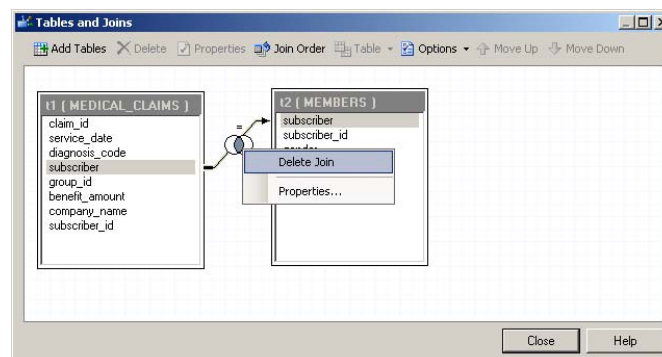 Tables and Joins
Add Tables Delete Properties Join Order Table Options Move Up Move Down
t1 ( MEDICAL_CLAIMS )
claim_id
service_date
diagnosis_code
subscriber
group_id
benefit_amount
company_name
subscriber_id
=
t2 ( MEMBERS )
subscriber
subscriber_id
Delete Join
Properties...
Close Help